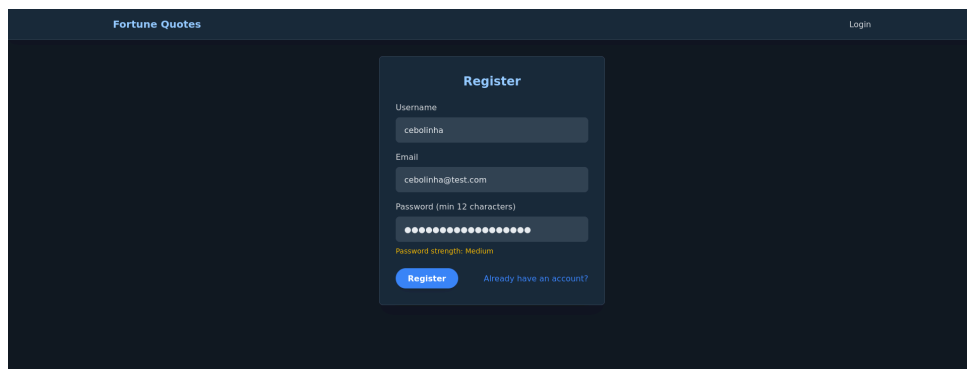 Fortune Quotes
Login
Register
Username
cebolinha
Email
cebolinha@test.com
Password (min 12 characters)
●●●●●●●●●●●●●●●●●●
Password strength: Medium
Register
Already have an account?